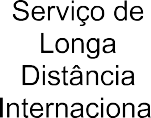 Serviço de
Longa
Distância
Internaciona